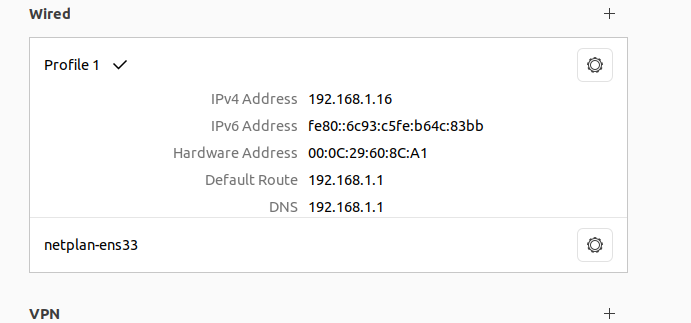 Wired
Profile 1
IPv4 Address 192.168.1.16
IPv6 Address fe80::6c93:c5fe:b64c:83bb
Hardware Address 00:0C:29:60:8C:A1
Default Route 192.168.1.1
DNS 192.168.1.1
netplan-ens33
VPN